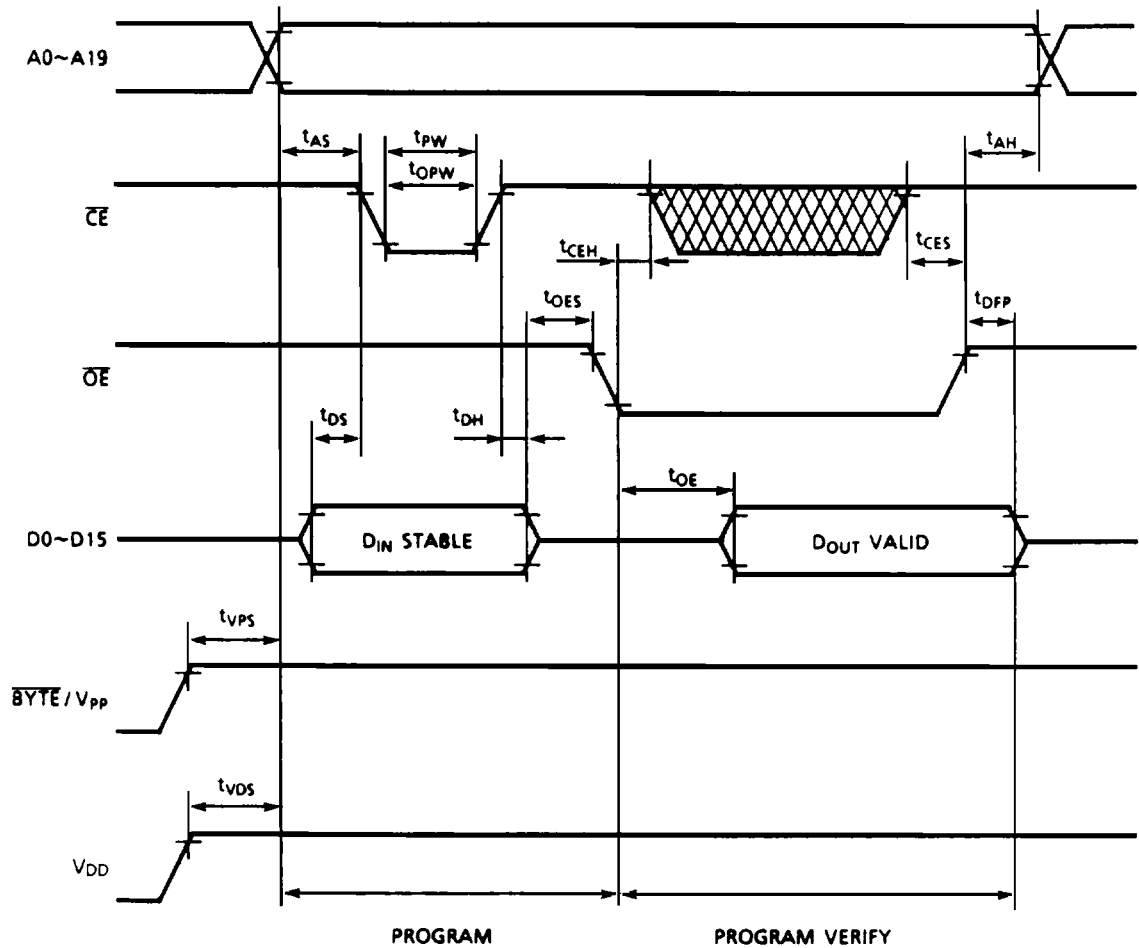 A0~A19
tAS
tPW
tOPW
tAH
CE
tCEH
tCES
tOES
tDFP
OE
tDS
tDH
tOE
D0~D15
DIN STABLE
DOUT VALID
tVPS
BYTE / VPP
tVDS
VDD
PROGRAM
PROGRAM VERIFY